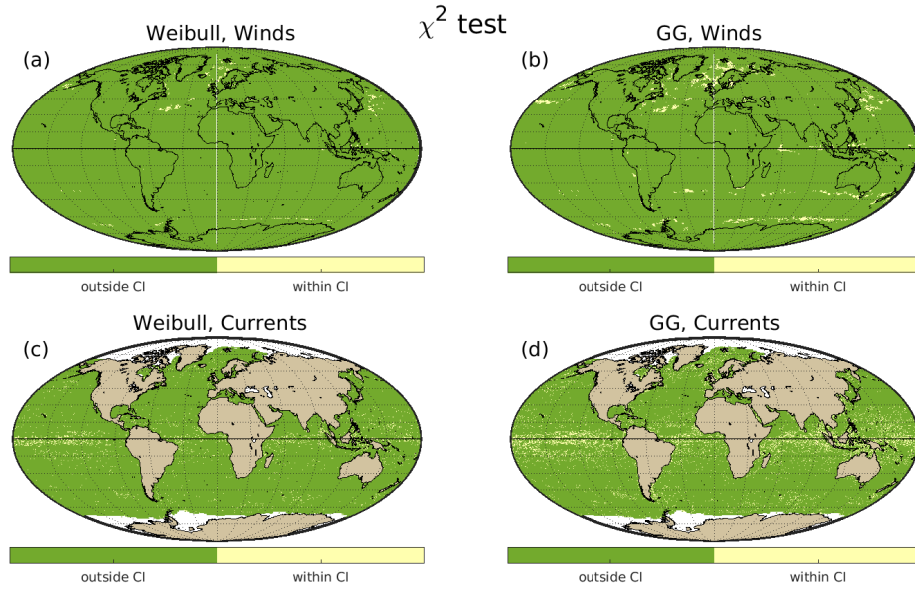 χ² test
Weibull, Winds
GG, Winds
(a)
(b)
outside CI
within CI
outside CI
within CI
Weibull, Currents
GG, Currents
(c)
(d)
outside CI
within CI
outside CI
within CI